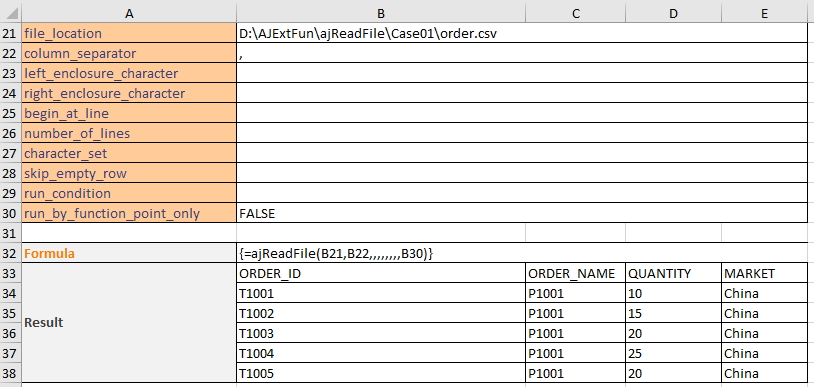 A B C D E
21 file_location D:\AJExtFun\ajReadFile\Case01\order.csv
22 column_separator ,
23 left_enclosure_character
24 right_enclosure_character
25 begin_at_line
26 number_of_lines
27 character_set
28 skip_empty_row
29 run_condition
30 run_by_function_point_only FALSE
31
32 Formula {=ajReadFile(B21,B22,,,,,,,,B30)}
33 ORDER_ID ORDER_NAME QUANTITY MARKET
34 T1001 P1001 10 China
35 T1002 P1001 15 China
Result
36 T1003 P1001 20 China
37 T1004 P1001 25 China
38 T1005 P1001 20 China